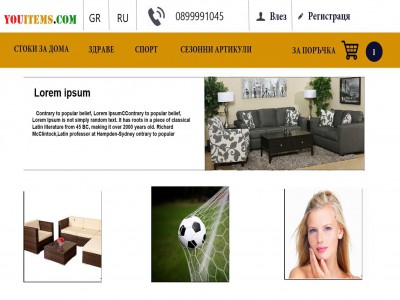 YOUITEMS.COM GR RU 0899991045 Влез Регистраця
СТОКИ ЗА ДОМА ЗДРАВЕ СПОРТ СЕЗОННИ АРТИКУЛИ ЗА ПОРЪЧКА 1
Lorem ipsum
Contrary to popular belief, Lorem IpsumCContrary to popular belief,
Lorem Ipsum is not simply random text. It has roots in a piece of classical
Latin literature from 45 BC, making it over 2000 years old. Richard
McClintock,Latin professor at Hampden-Sydney ontrary to popular